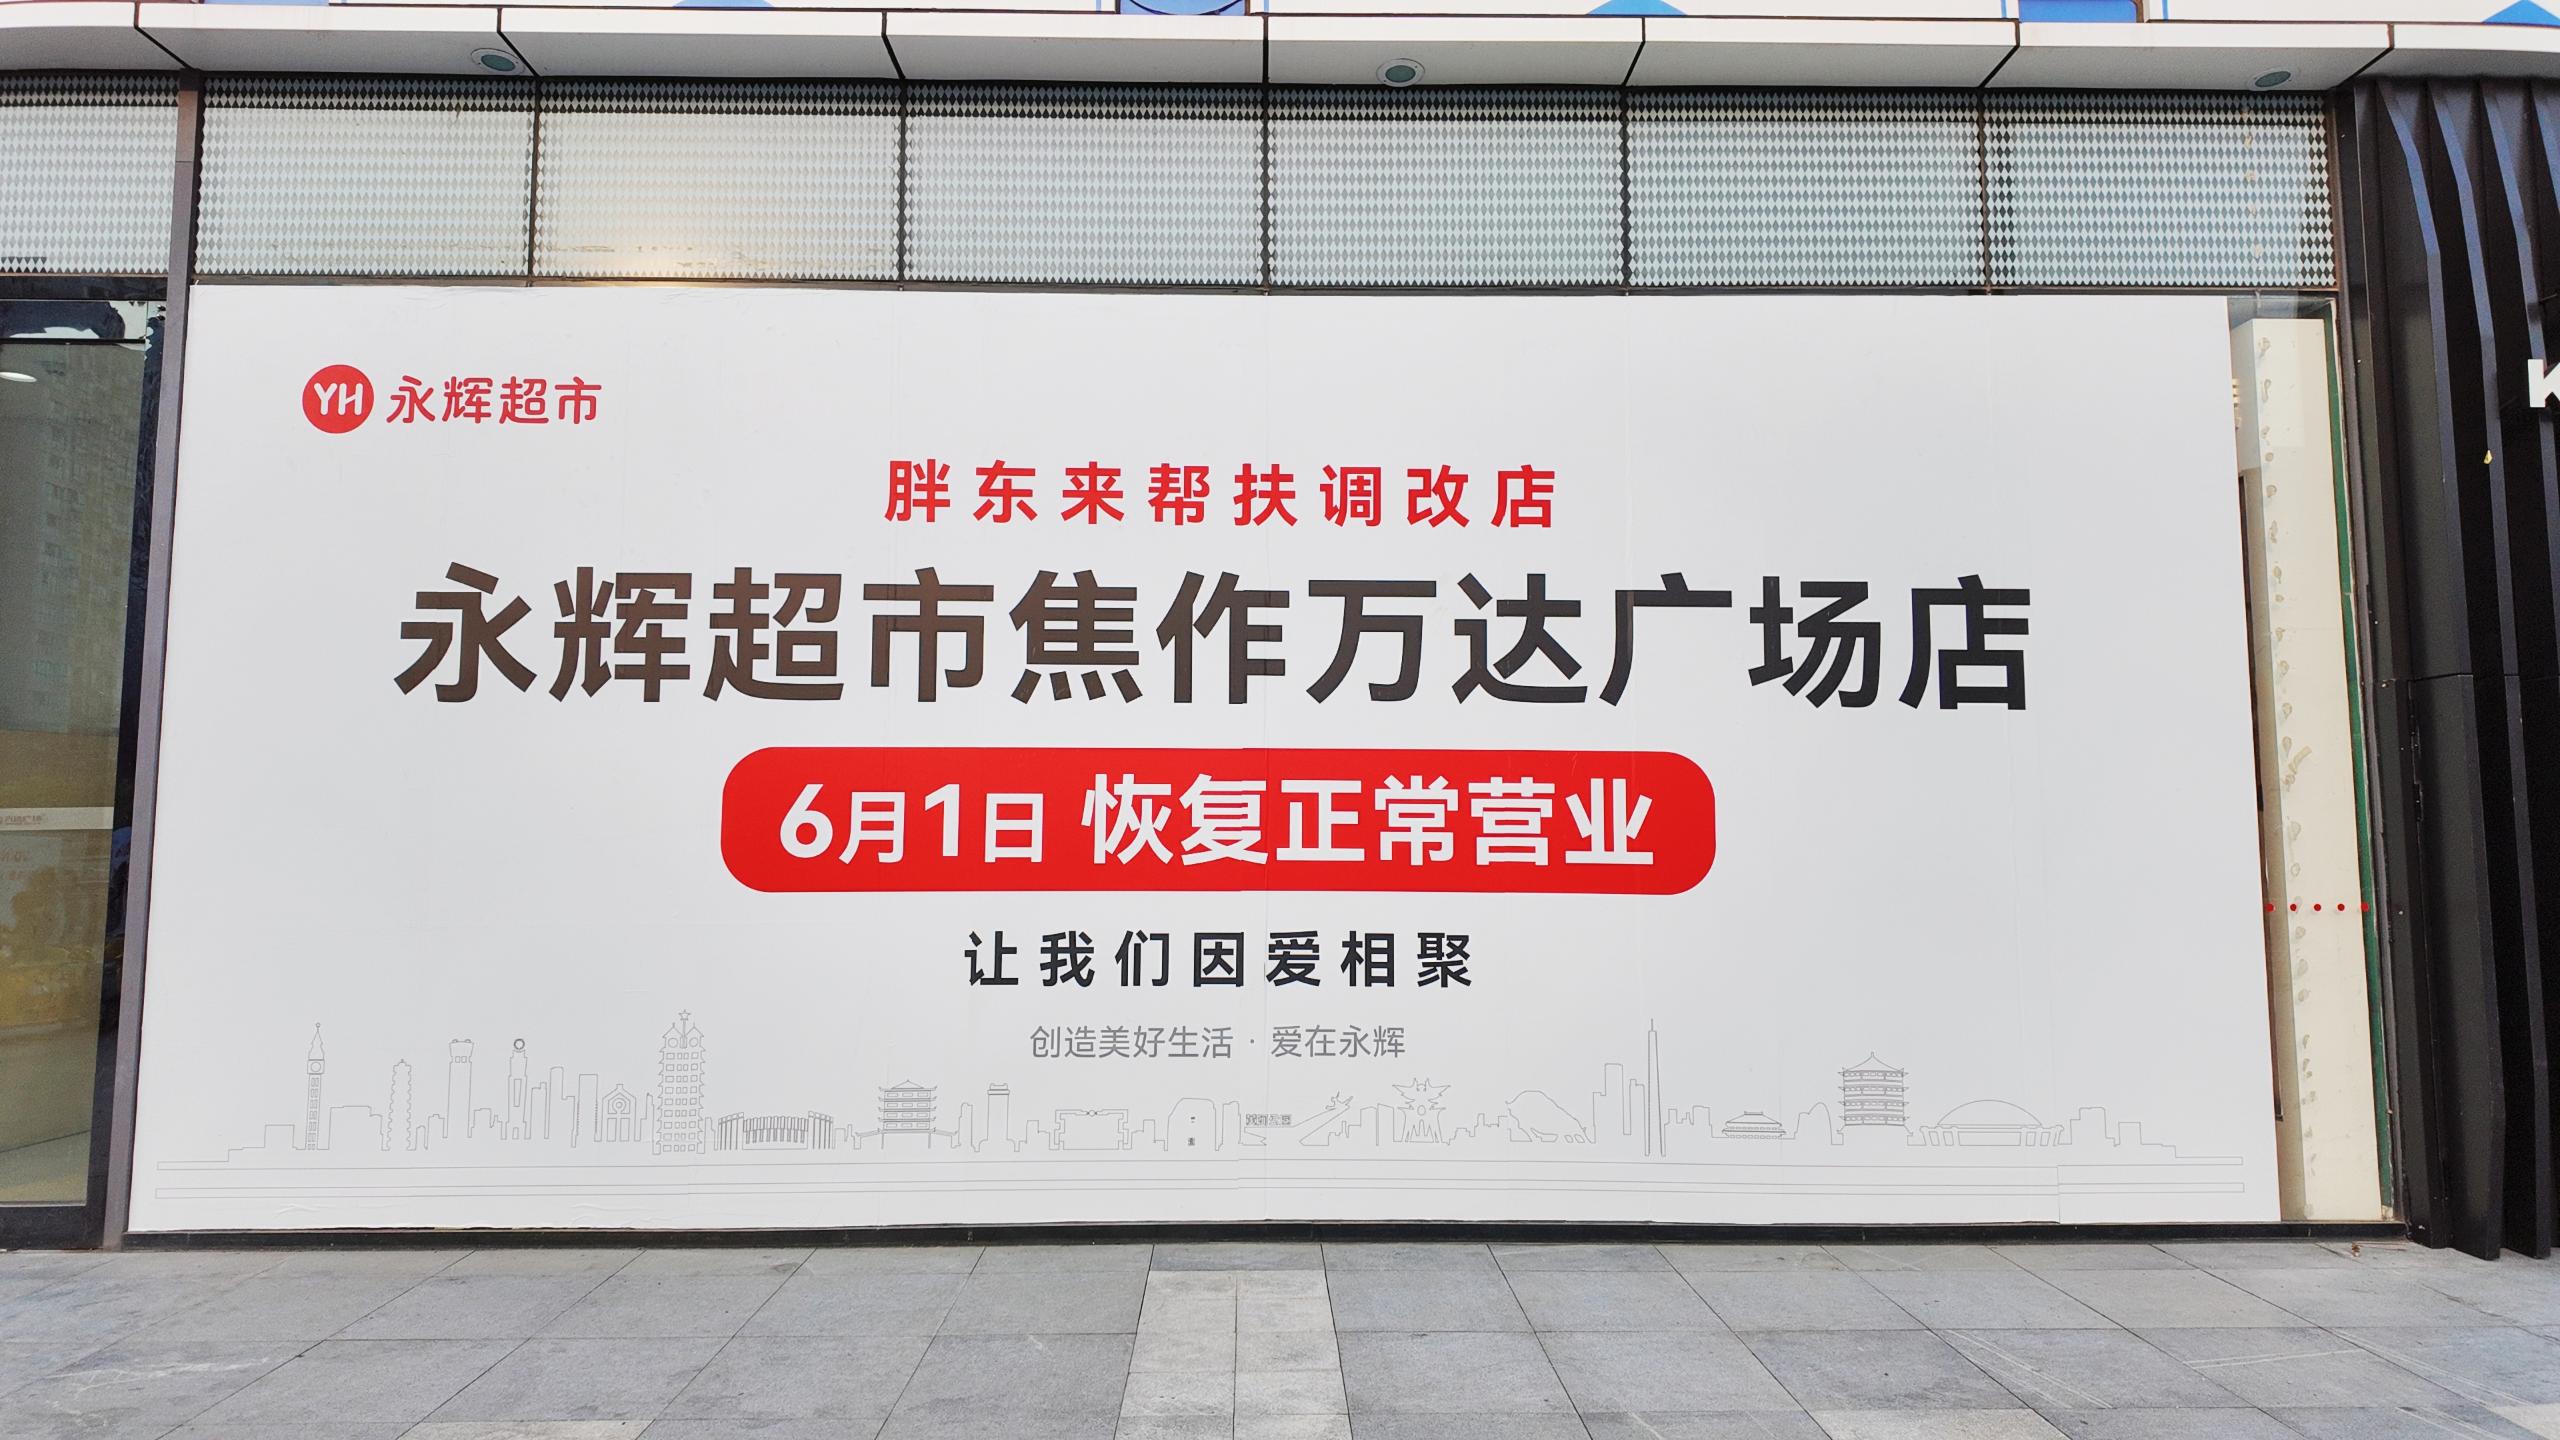 YH 永辉超市
胖东来帮扶调改店
永辉超市焦作万达广场店
6月1日 恢复正常营业
让我们因爱相聚
创造美好生活·爱在永辉
K